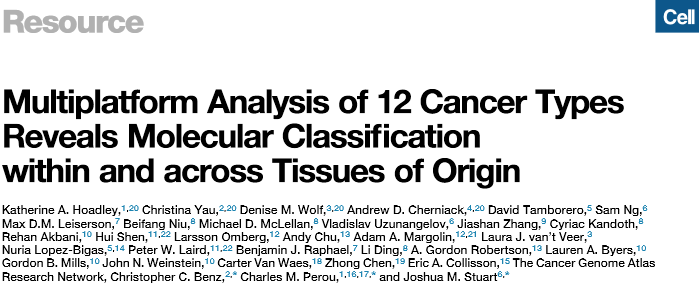 Resource
Cell
Multiplatform Analysis of 12 Cancer Types
Reveals Molecular Classification
within and across Tissues of Origin
Katherine A. Hoadley,1,20 Christina Yau,2,20 Denise M. Wolf,3,20 Andrew D. Cherniack,4,20 David Tamborero,5 Sam Ng,6
Max D.M. Leiserson,7 Beifang Niu,8 Michael D. McLellan,8 Vladislav Uzunangelov,6 Jiashan Zhang,9 Cyriac Kandoth,8
Rehan Akbani,10 Hui Shen,11,22 Larsson Omberg,12 Andy Chu,13 Adam A. Margolin,12,21 Laura J. van't Veer,3
Nuria Lopez-Bigas,5,14 Peter W. Laird,11,22 Benjamin J. Raphael,7 Li Ding,8 A. Gordon Robertson,13 Lauren A. Byers,10
Gordon B. Mills,10 John N. Weinstein,10 Carter Van Waes,18 Zhong Chen,19 Eric A. Collisson,15 The Cancer Genome Atlas
Research Network, Christopher C. Benz,2,* Charles M. Perou,1,16,17,* and Joshua M. Stuart6,*